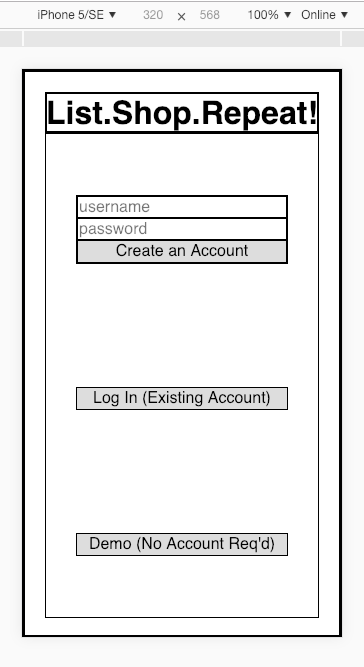 iPhone 5/SE ▼ 320 × 568 100% ▼ Online ▼
List.Shop.Repeat!
username
password
Create an Account
Log In (Existing Account)
Demo (No Account Req'd)